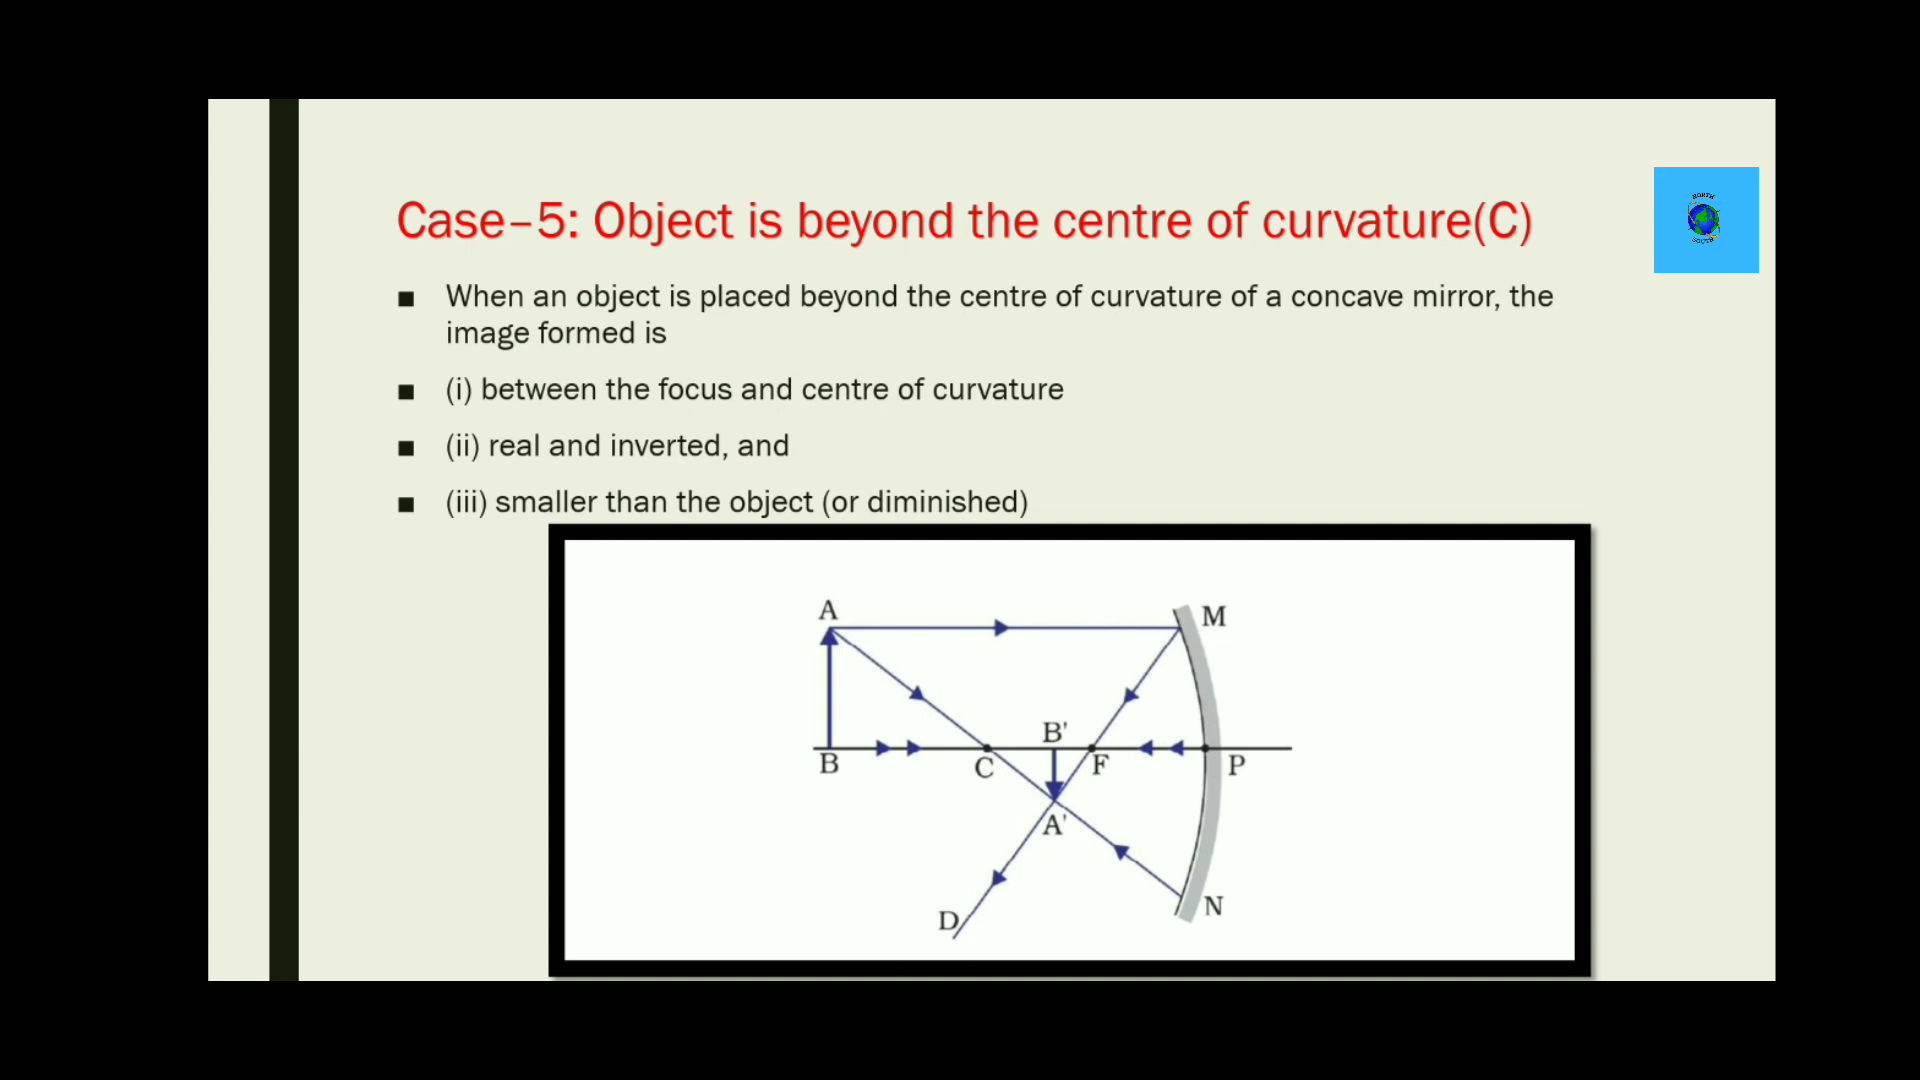 NORTH
SOUTH
Case–5: Object is beyond the centre of curvature(C)
■ When an object is placed beyond the centre of curvature of a concave mirror, the
image formed is
■ (i) between the focus and centre of curvature
■ (ii) real and inverted, and
■ (iii) smaller than the object (or diminished)
A
M
B'
B
C
F
P
A'
N
D